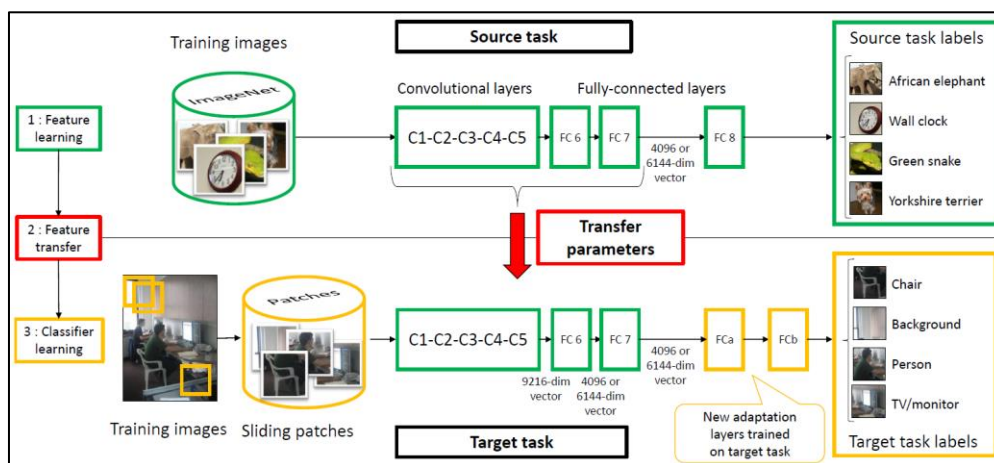 Training images
Source task
Source task labels
ImageNet
Convolutional layers
Fully-connected layers
African elephant
1 : Feature
learning
C1-C2-C3-C4-C5
FC 6
FC 7
4096 or
6144-dim
vector
FC 8
Wall clock
Green snake
Yorkshire terrier
2 : Feature
transfer
Transfer
parameters
3 : Classifier
learning
Patches
C1-C2-C3-C4-C5
FC 6
FC 7
4096 or
6144-dim
vector
FCa
FCb
Chair
Background
Person
TV/monitor
9216-dim
vector
4096 or
6144-dim
vector
New adaptation
layers trained
on target task
Training images
Sliding patches
Target task
Target task labels